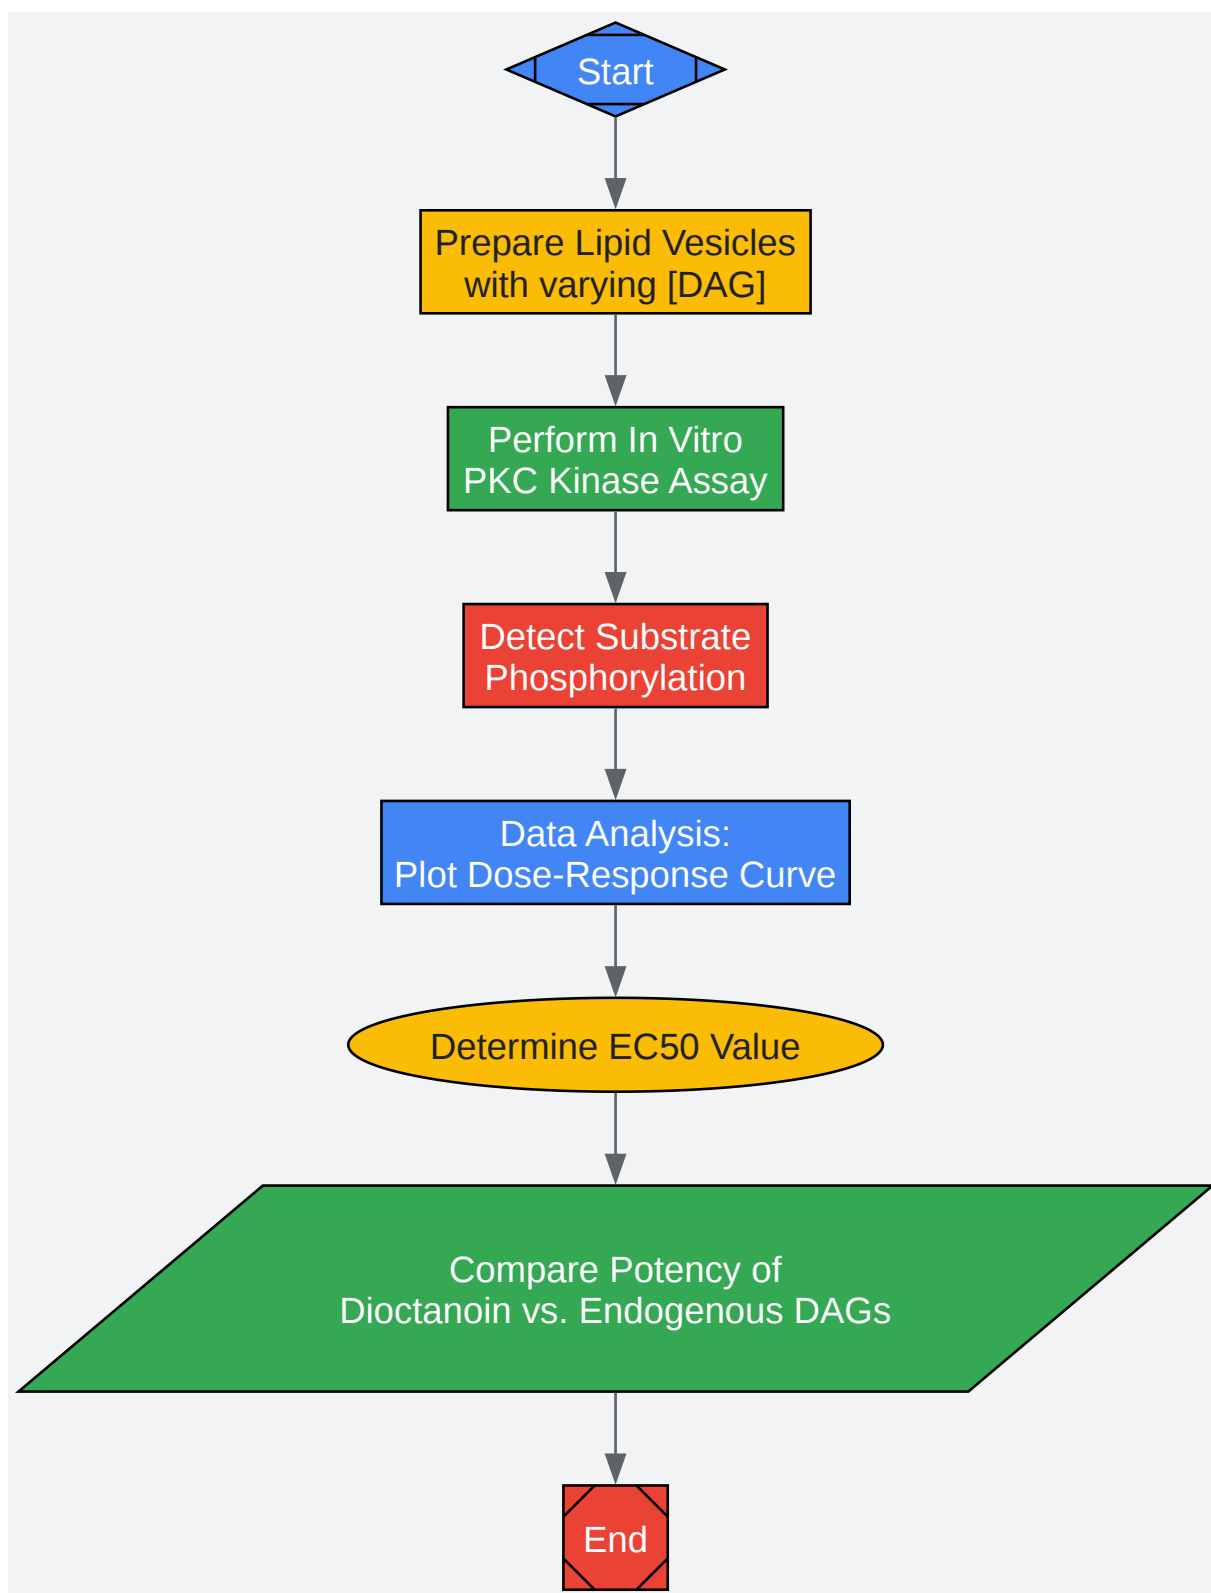 Start
Prepare Lipid Vesicles
with varying [DAG]
Perform In Vitro
PKC Kinase Assay
Detect Substrate
Phosphorylation
Data Analysis:
Plot Dose-Response Curve
Determine EC50 Value
Compare Potency of
Dioctanoin vs. Endogenous DAGs
End